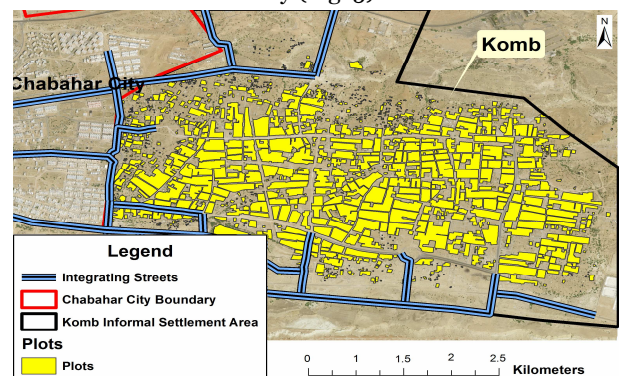 N
Komb
Chabahar City
Legend
Integrating Streets
Chabahar City Boundary
Komb Informal Settlement Area
Plots
Plots
0 1 1.5 2 2.5
Kilometers